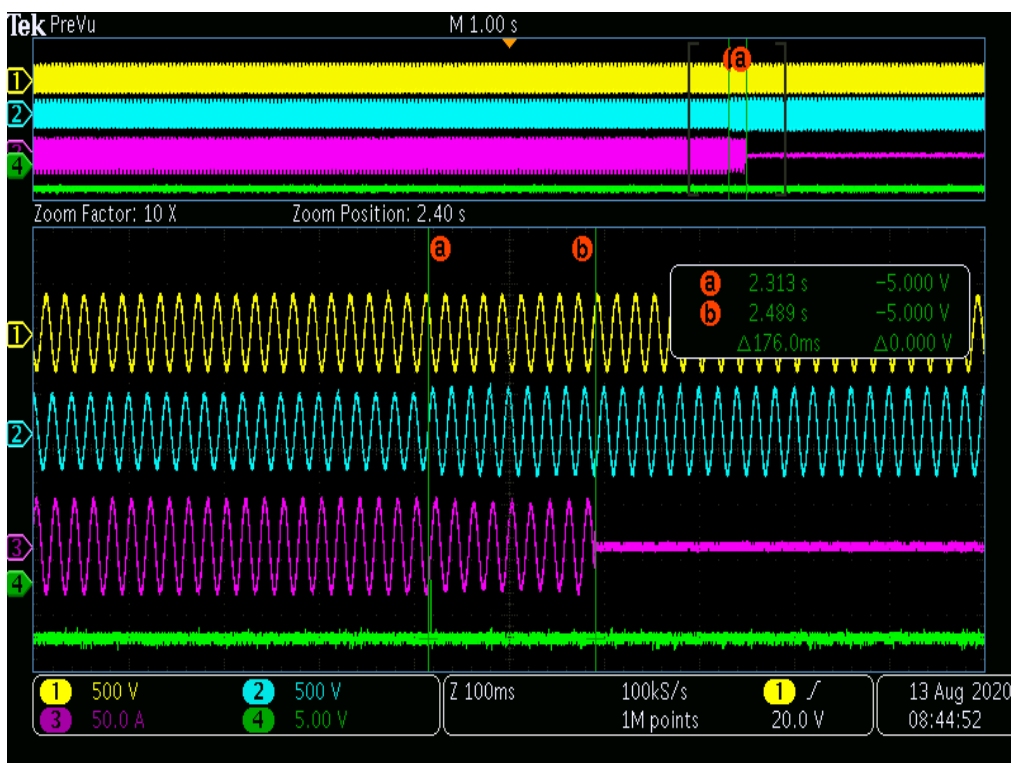 Tek PreVu M 1.00 s
a
1
2
3
4
Zoom Factor: 10 X Zoom Position: 2.40 s
a b
a 2.313 s -5.000 V
b 2.489 s -5.000 V
△176.0ms △0.000 V
1
2
3
4
1 500 V 2 500 V Z 100ms 100kS/s 1 13 Aug 2020
3 50.0 A 4 5.00 V 1M points 20.0 V 08:44:52